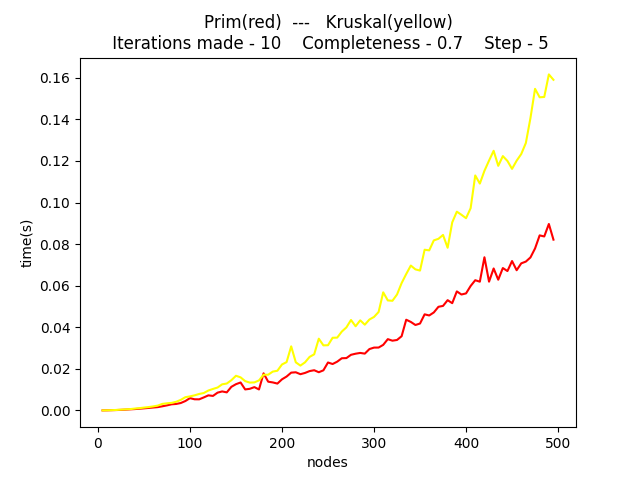 Prim(red)  ---   Kruskal(yellow)
Iterations made - 10    Completeness - 0.7    Step - 5
0.16
0.14
0.12
0.10
0.08
0.06
0.04
0.02
0.00
time(s)
0 100 200 300 400 500
nodes